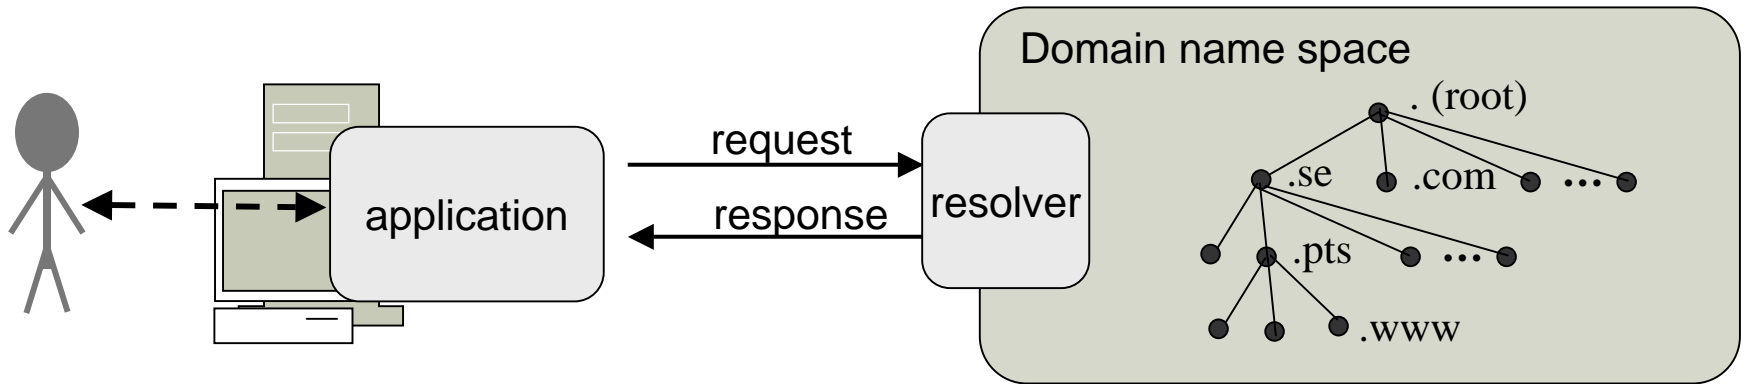 Domain name space
. (root)
request
.se
.com
...
application
response
resolver
.pts
...
.www